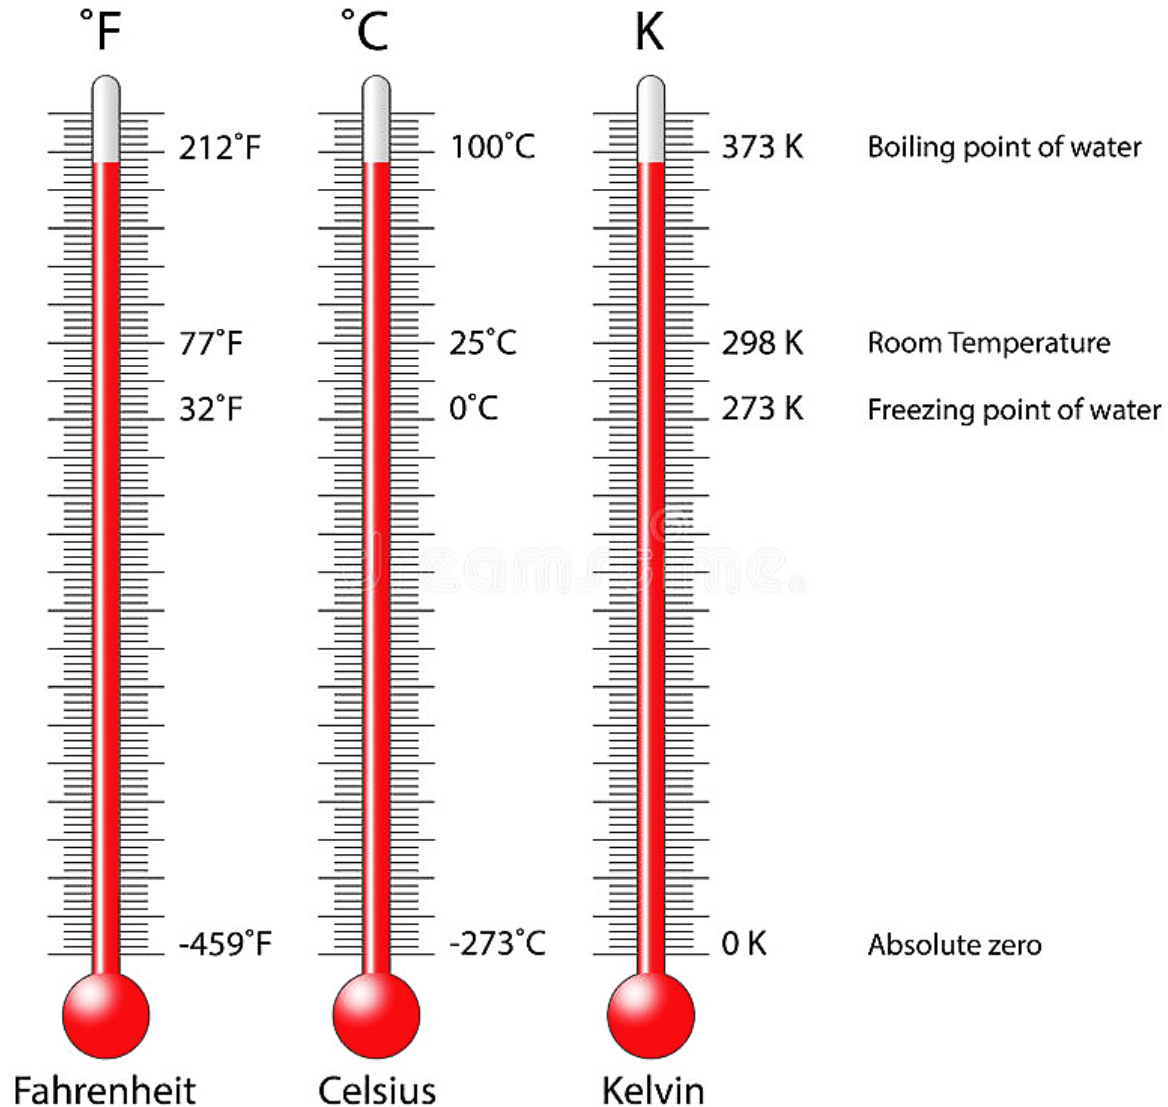 ˚F ˚C K
212˚F 100˚C 373 K Boiling point of water
77˚F 25˚C 298 K Room Temperature
32˚F 0˚C 273 K Freezing point of water
dreamstime.
-459˚F -273˚C 0 K Absolute zero
Fahrenheit Celsius Kelvin